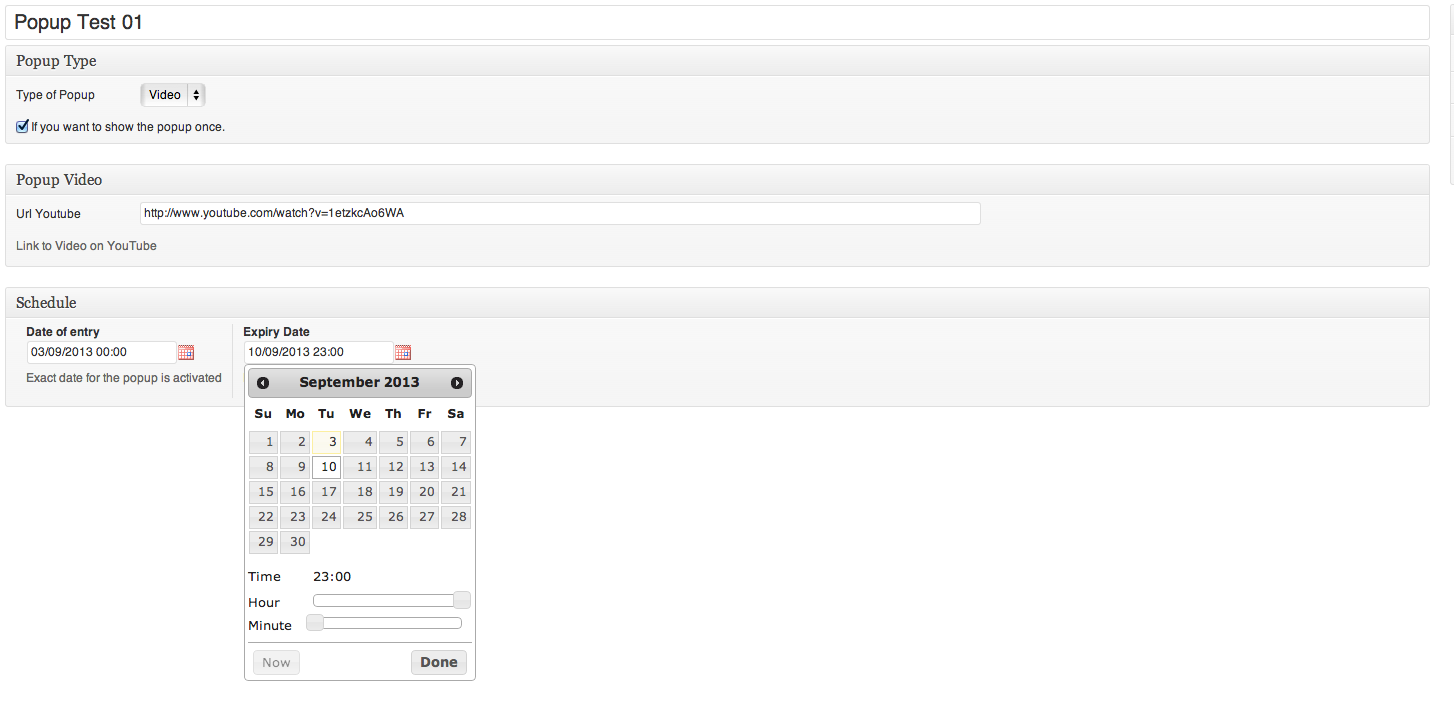 Popup Test 01
Popup Type
Type of Popup Video
If you want to show the popup once.
Popup Video
Url Youtube http://www.youtube.com/watch?v=1etzkcAo6WA
Link to Video on YouTube
Schedule
Date of entry
03/09/2013 00:00
Exact date for the popup is activated
Expiry Date
10/09/2013 23:00
September 2013
Su Mo Tu We Th Fr Sa
1 2 3 4 5 6 7
8 9 10 11 12 13 14
15 16 17 18 19 20 21
22 23 24 25 26 27 28
29 30
Time 23:00
Hour
Minute
Now Done